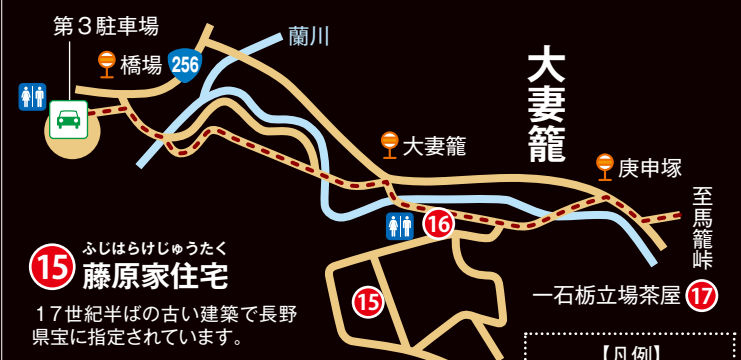 第3駐車場
橋場
256
蘭川
大妻籠
大妻籠
庚申塚
至馬籠峠
16
15
ふじはらけじゅうたく
藤原家住宅
17世紀半ばの古い建築で長野
県宝に指定されています。
15
一石栃立場茶屋 17
【凡例】